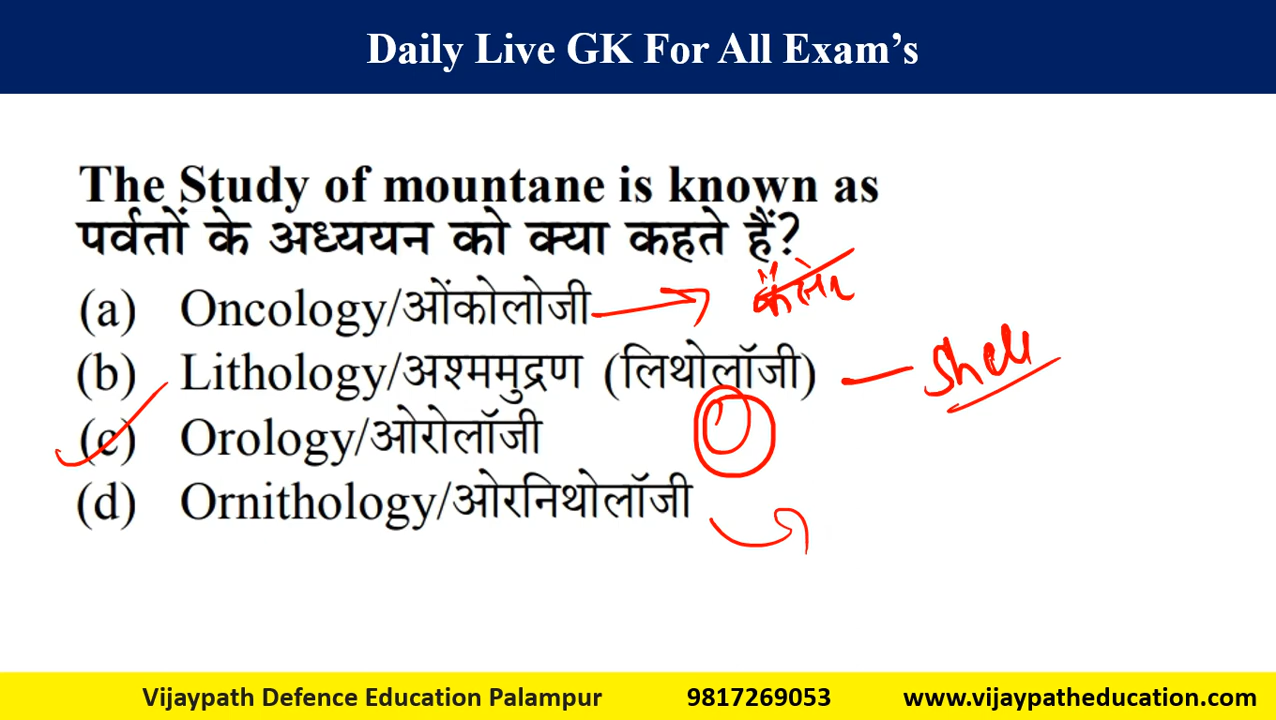 Daily Live GK For All Exam's
The Study of mountane is known as
पर्वतों के अध्ययन को क्या कहते हैं?
(a) Oncology/ओंकोलोजी कैंसर
(b) Lithology/अश्ममुद्रण (लिथोलॉजी) Shell
(c) Orology/ओरोलॉजी
(d) Ornithology/ओरनिथोलॉजी
Vijaypath Defence Education Palampur 9817269053 www.vijaypatheducation.com